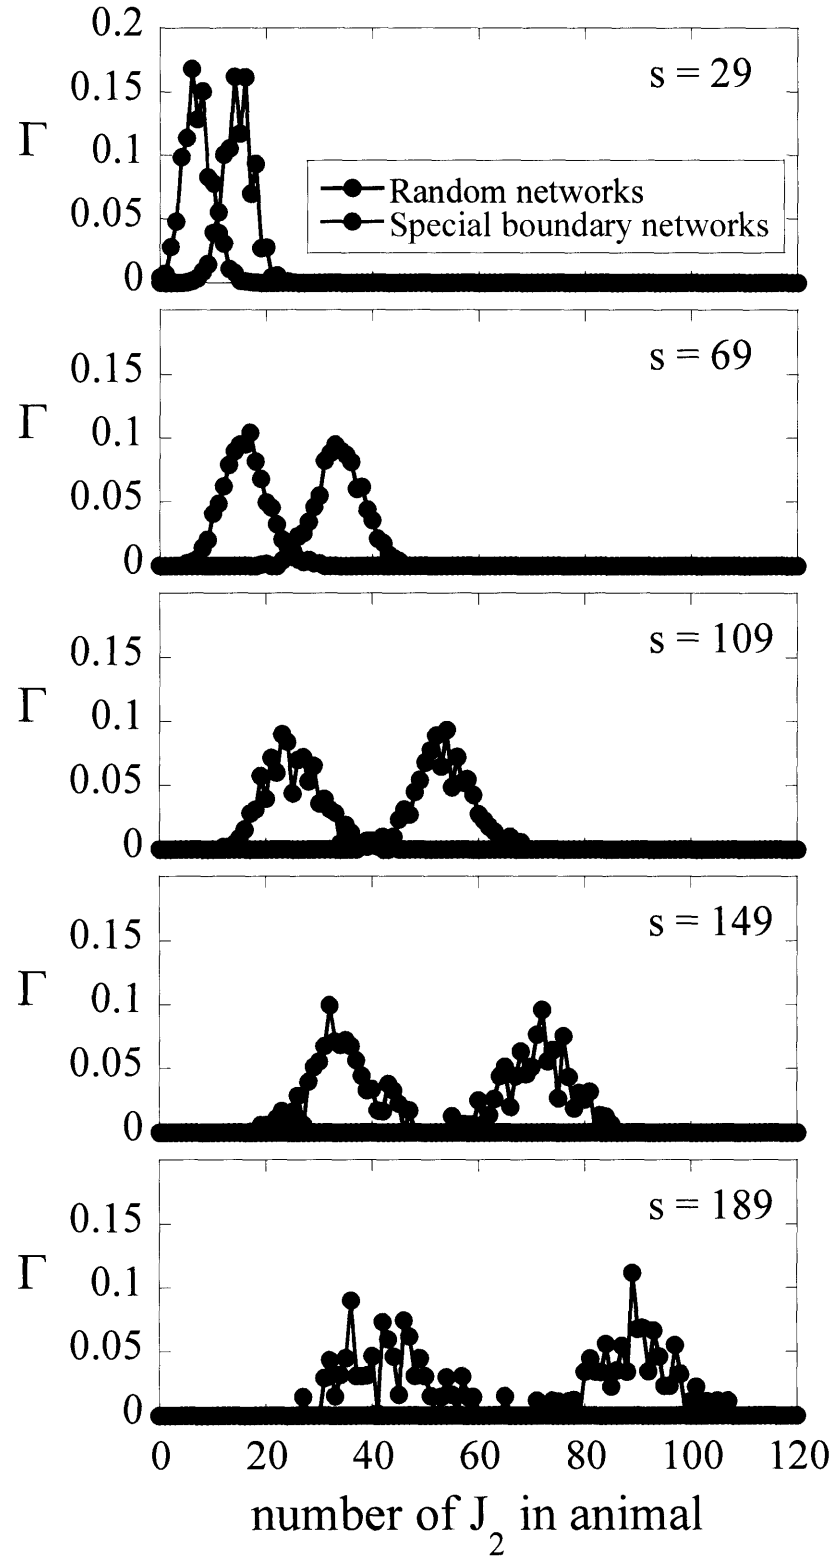 0.2
s = 29
0.15
Γ
0.1
Random networks
0.05
Special boundary networks
0
s = 69
0.15
Γ
0.1
0.05
0
s = 109
0.15
Γ
0.1
0.05
0
s = 149
0.15
Γ
0.1
0.05
0
s = 189
0.15
Γ
0.1
0.05
0
0 20 40 60 80 100 120
number of J2 in animal